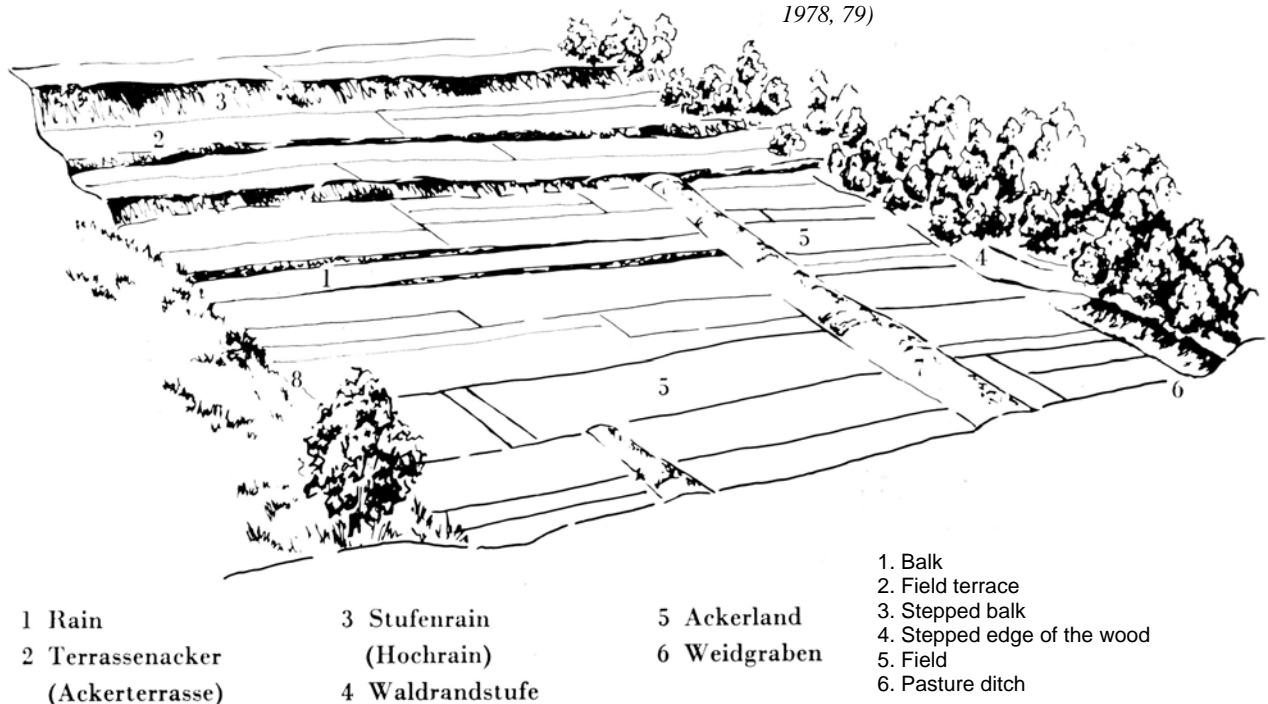 1978, 79)
3
2
5
4
1
8
5
7
6
1 Rain
2 Terrassenacker
(Ackerterrasse)
3 Stufenrain
(Hochrain)
4 Waldrandstufe
5 Ackerland
6 Weidgraben
1. Balk
2. Field terrace
3. Stepped balk
4. Stepped edge of the wood
5. Field
6. Pasture ditch